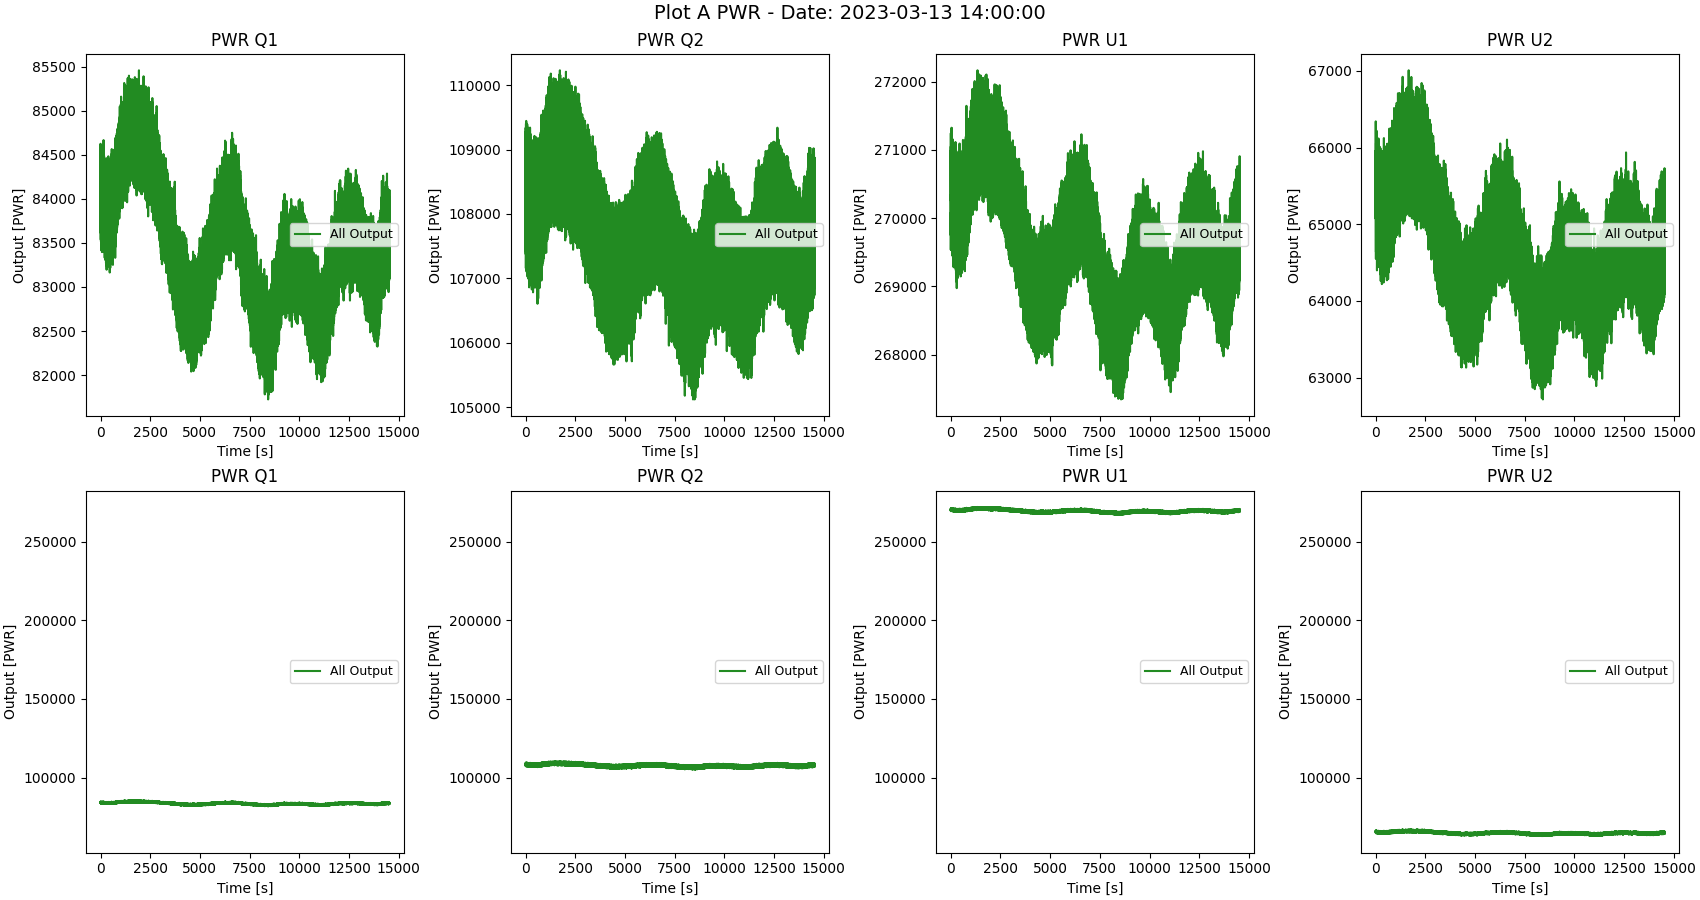 Plot A PWR - Date: 2023-03-13 14:00:00
PWR Q1
85500
85000
84500
84000
83500
83000
82500
82000
Output [PWR]
All Output
0 2500 5000 7500 10000 12500 15000
Time [s]
PWR Q2
110000
109000
108000
107000
106000
105000
Output [PWR]
All Output
0 2500 5000 7500 10000 12500 15000
Time [s]
PWR U1
272000
271000
270000
269000
268000
Output [PWR]
All Output
0 2500 5000 7500 10000 12500 15000
Time [s]
PWR U2
67000
66000
65000
64000
63000
Output [PWR]
All Output
0 2500 5000 7500 10000 12500 15000
Time [s]
PWR Q1
250000
200000
150000
100000
Output [PWR]
All Output
0 2500 5000 7500 10000 12500 15000
Time [s]
PWR Q2
250000
200000
150000
100000
Output [PWR]
All Output
0 2500 5000 7500 10000 12500 15000
Time [s]
PWR U1
250000
200000
150000
100000
Output [PWR]
All Output
0 2500 5000 7500 10000 12500 15000
Time [s]
PWR U2
250000
200000
150000
100000
Output [PWR]
All Output
0 2500 5000 7500 10000 12500 15000
Time [s]